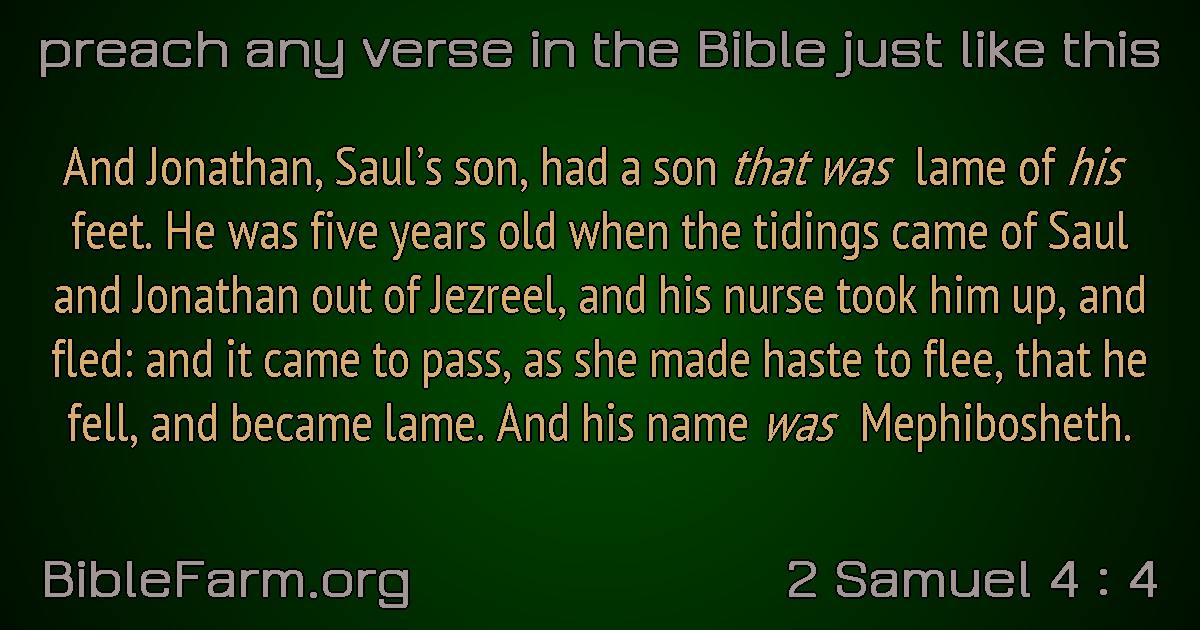 preach any verse in the Bible just like this
And Jonathan, Saul’s son, had a son that was lame of his
feet. He was five years old when the tidings came of Saul
and Jonathan out of Jezreel, and his nurse took him up, and
fled: and it came to pass, as she made haste to flee, that he
fell, and became lame. And his name was Mephibosheth.
BibleFarm.org
2 Samuel 4 : 4